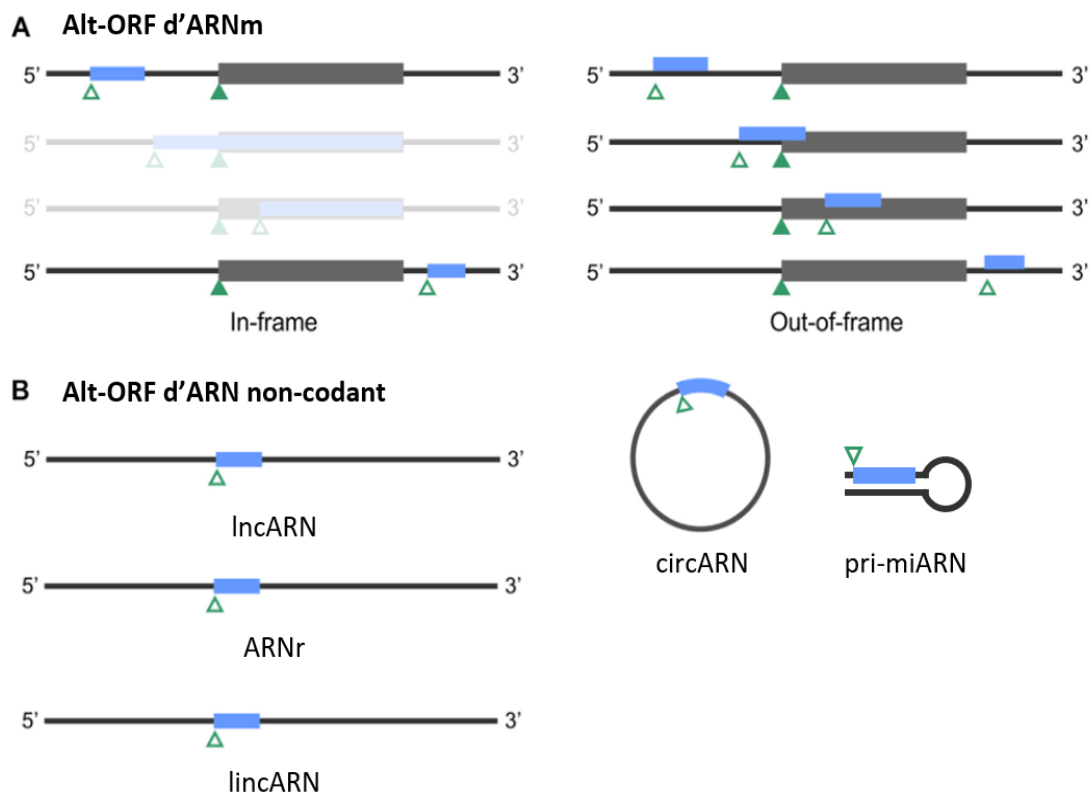 A Alt-ORF d'ARNm
5' 3' 5' 3'
5' 3' 5' 3'
5' 3' 5' 3'
5' 3' 5' 3'
In-frame Out-of-frame
B Alt-ORF d'ARN non-codant
5' 3'
lncARN
circARN pri-miARN
5' 3'
ARNr
5' 3'
lincARN